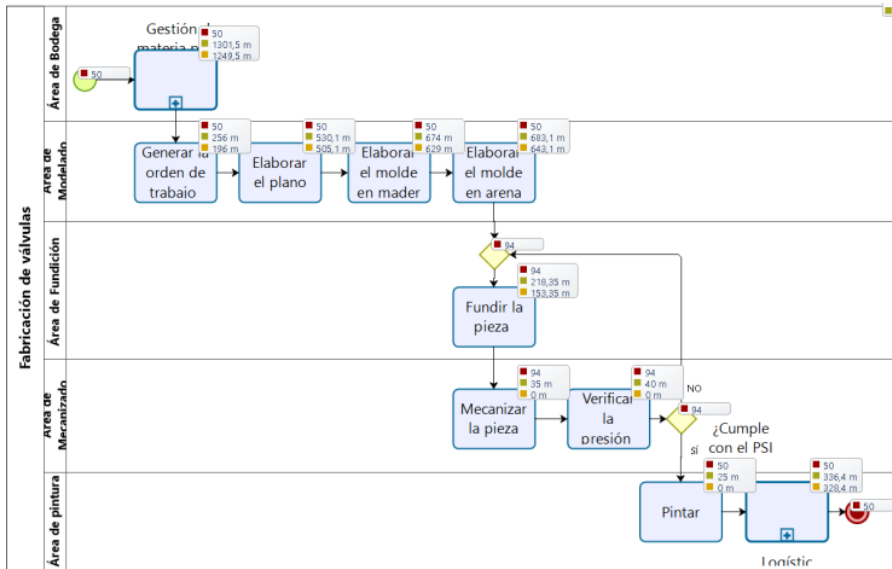 Fabricación de válvulas
Área de Bodega
Gestión d
materia p
50
50
1301,5 m
1249,5 m
Área de
Modelado
Generar la
orden de
trabajo
50
256 m
196 m
Elaborar
el plano
50
530,1 m
505,1 m
Elaborar
el molde
en mader
50
674 m
629 m
Elaborar
el molde
en arena
50
683,1 m
643,1 m
Área de Fundición
94
Fundir la
pieza
94
218,35 m
153,35 m
Área de
Mecanizado
Mecanizar
la pieza
94
35 m
0 m
Verificar
la
presión
94
40 m
0 m
NO
94
¿Cumple
con el PSI
sí
Área de pintura
Pintar
50
25 m
0 m
50
336,4 m
328,4 m
50
Logístic